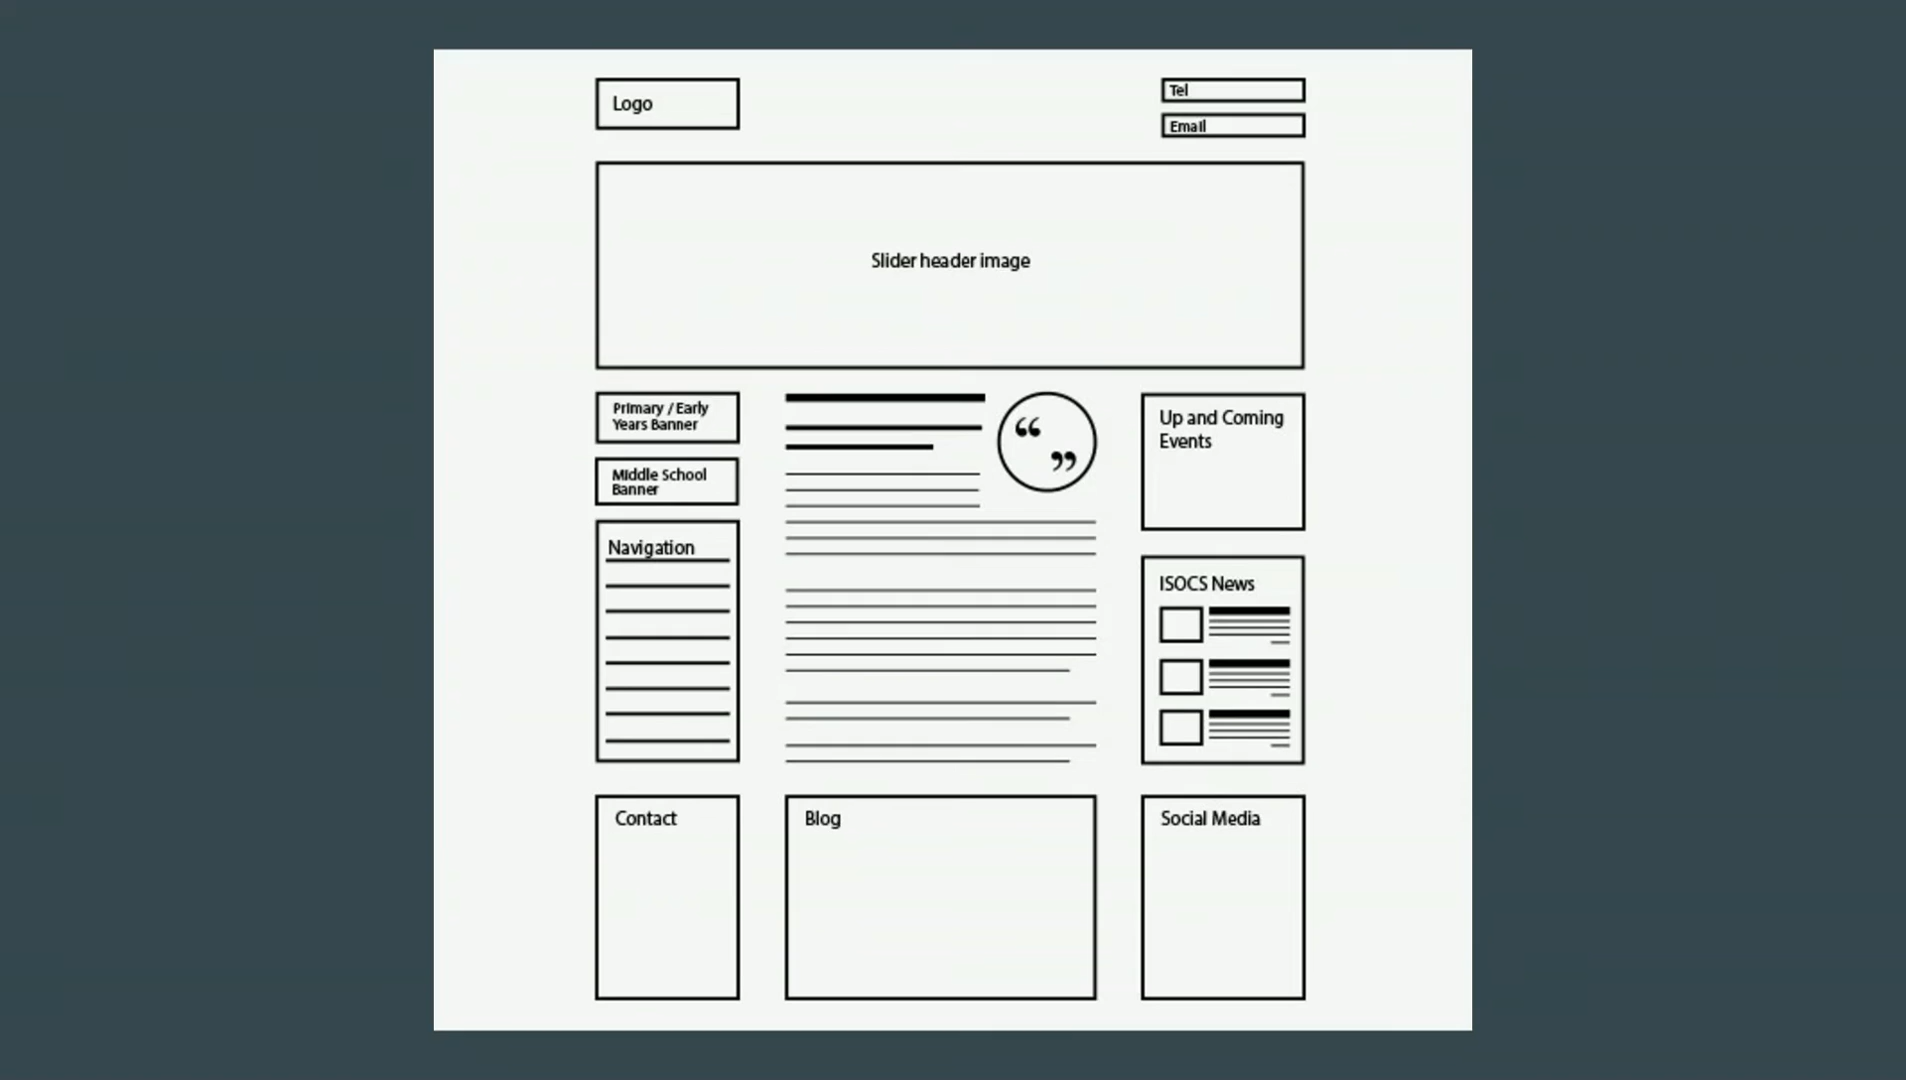 Logo
Tel
Email
Slider header image
Primary / Early
Years Banner
Middle School
Banner
Navigation
“
”
Up and Coming
Events
ISOCS News
Contact
Blog
Social Media